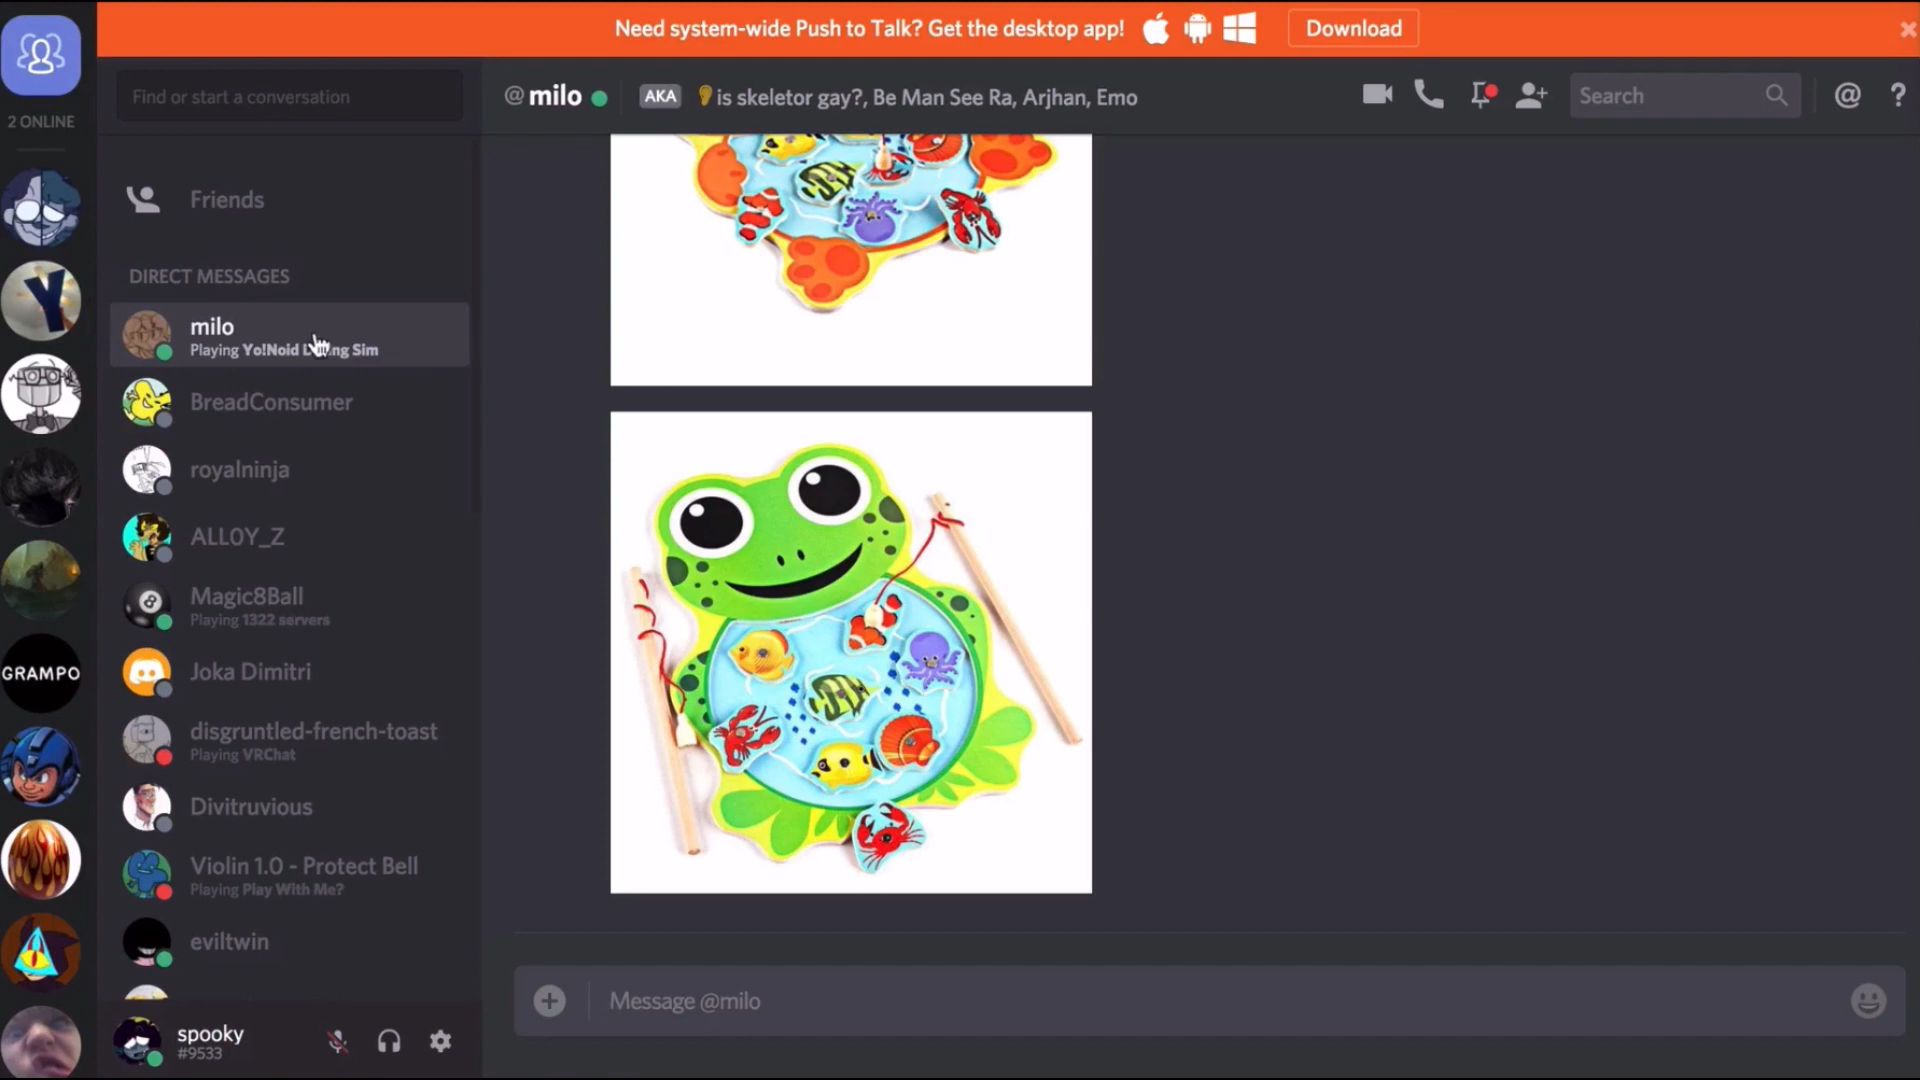 Need system-wide Push to Talk? Get the desktop app! Download
Find or start a conversation
@milo AKA is skeletor gay?, Be Man See Ra, Arjhan, Emo
Search
2 ONLINE
Friends
DIRECT MESSAGES
milo
Playing Yo!Noid Sim
BreadConsumer
royalninja
ALL0Y_Z
Magic8Ball
Playing 1322 servers
Joka Dimitri
GRAMPO
disgruntled-french-toast
Playing VRChat
Divitruvious
Violin 1.0 - Protect Bell
Playing Play With Me?
eviltwin
Message @milo
spooky
#9533